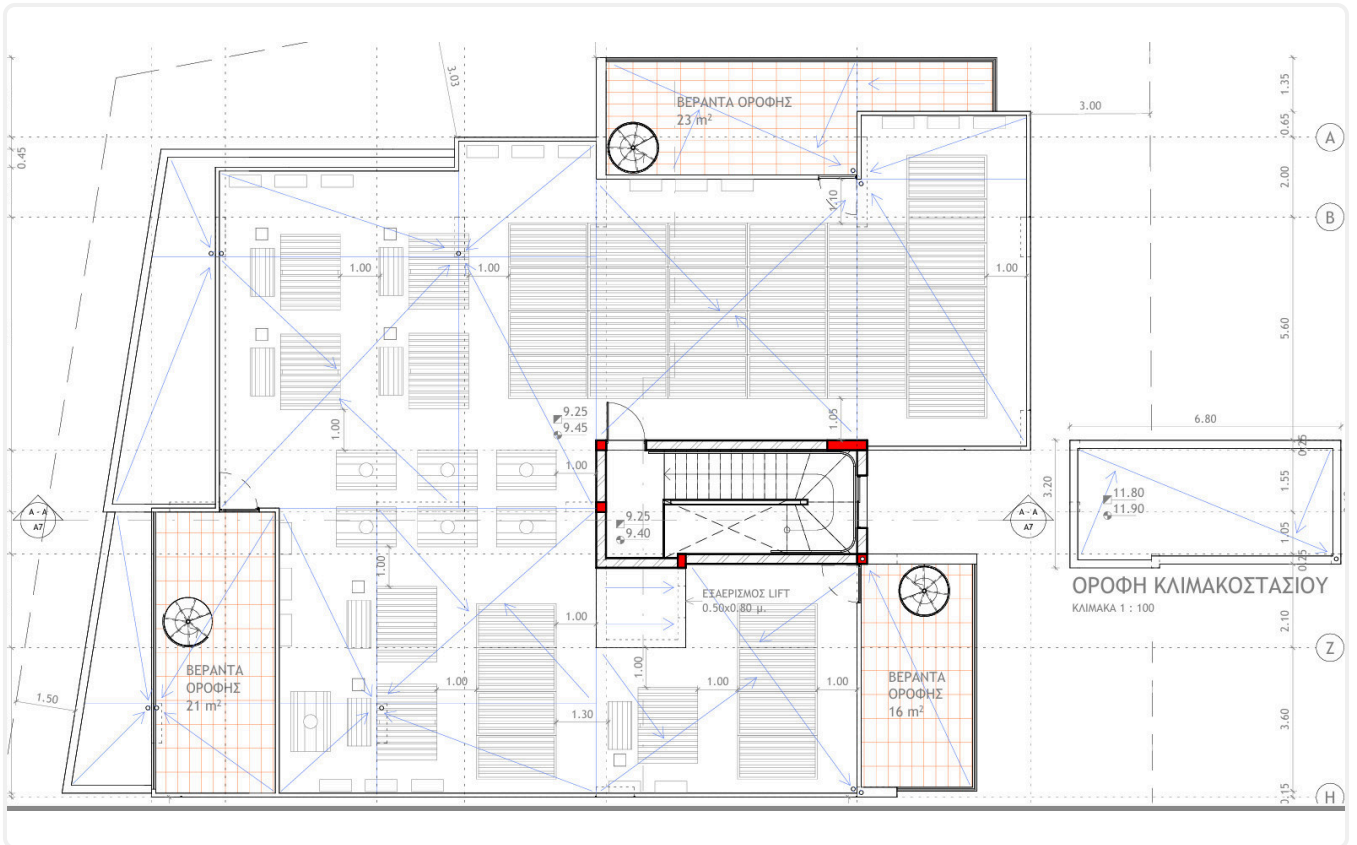 3.03
ΒΕΡΑΝΤΑ ΟΡΟΦΗΣ
23 m²
3.00
1.35
0.65
A
0.45
2.00
1.10
B
1.00
1.00
1.00
5.60
9.25
9.45
1.00
1.05
6.80
1.00
0.25
3.20
1.55
11.80
11.90
A - A
A7
9.25
9.40
A - A
A7
1.05
0.25
1.00
ΟΡΟΦΗ ΚΛΙΜΑΚΟΣΤΑΣΙΟΥ
ΚΛΙΜΑΚΑ 1 : 100
ΕΞΑΕΡΙΣΜΟΣ LIFT
0.50x0.80 μ.
1.00
2.10
Z
ΒΕΡΑΝΤΑ
ΟΡΟΦΗΣ
21 m²
1.00
ΒΕΡΑΝΤΑ
ΟΡΟΦΗΣ
16 m²
1.50
1.00
1.00
1.00
1.30
3.60
0.15
H